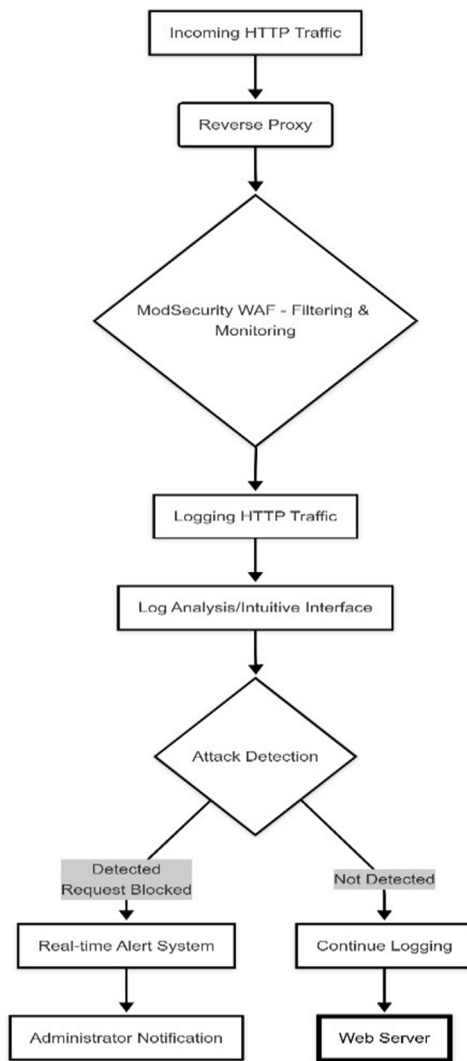 Incoming HTTP Traffic
Reverse Proxy
ModSecurity WAF - Filtering &
Monitoring
Logging HTTP Traffic
Log Analysis/Intuitive Interface
Attack Detection
Detected
Request Blocked
Not Detected
Real-time Alert System
Continue Logging
Administrator Notification
Web Server